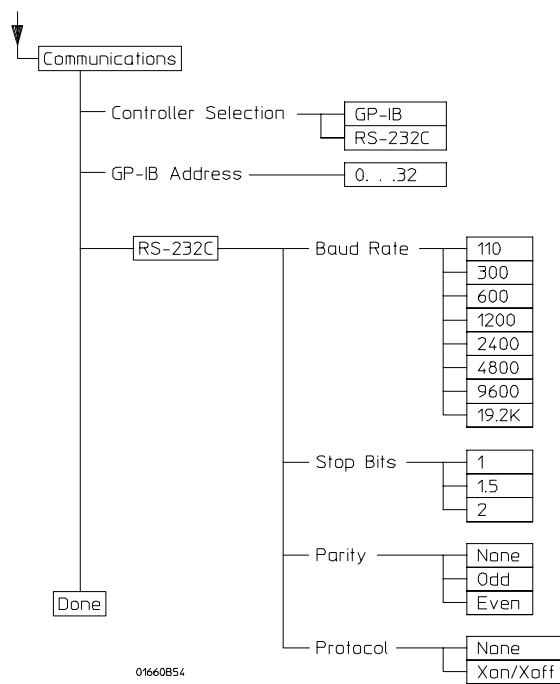 Communications
Controller Selection
GP-IB
RS-232C
GP-IB Address
0. . .32
RS-232C
Baud Rate
110
300
600
1200
2400
4800
9600
19.2K
Stop Bits
1
1.5
2
Parity
None
Odd
Even
Done
Protocol
None
Xon/Xoff
01660B54